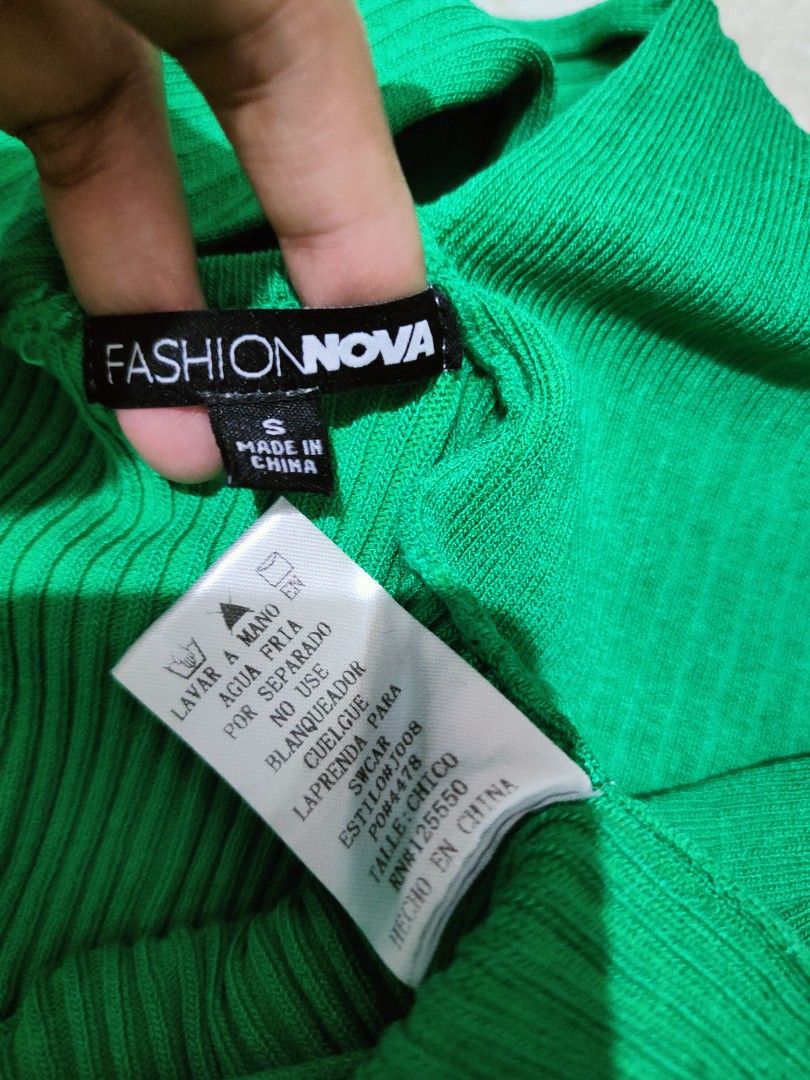 FASHIONNOVA
S
MADE IN
CHINA
EN
LAVAR A MANO
AGUA FRIA
POR SEPARADO
NO USE
BLANQUEADOR
CUELGUE
LAPRENDA PARA
SWCAR
ESTILO#J008
PO#4478
TALLE:CHICO
RN#125550
HECHO EN CHINA